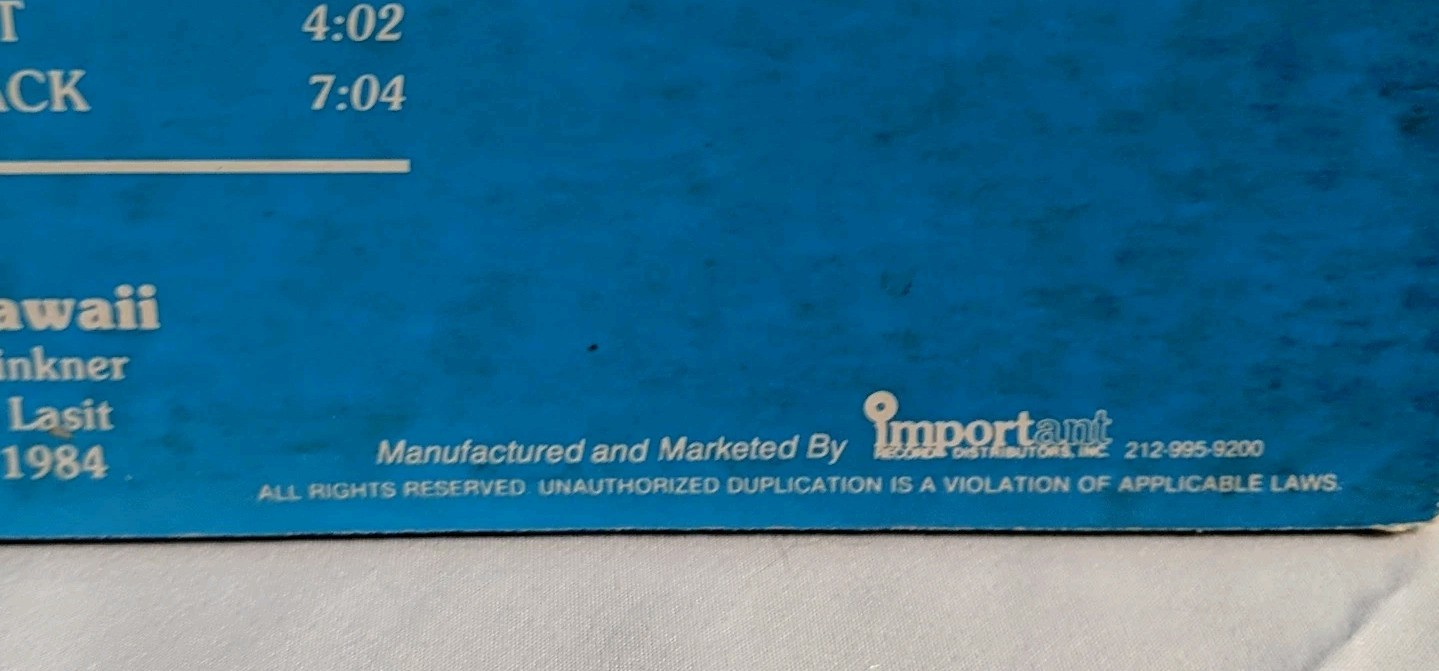 T 4:02
ACK 7:04
awaii
inkner
Lasit
1984
Manufactured and Marketed By important 212-995-9200
RECORDS DISTRIBUTORS, INC
ALL RIGHTS RESERVED. UNAUTHORIZED DUPLICATION IS A VIOLATION OF APPLICABLE LAWS.